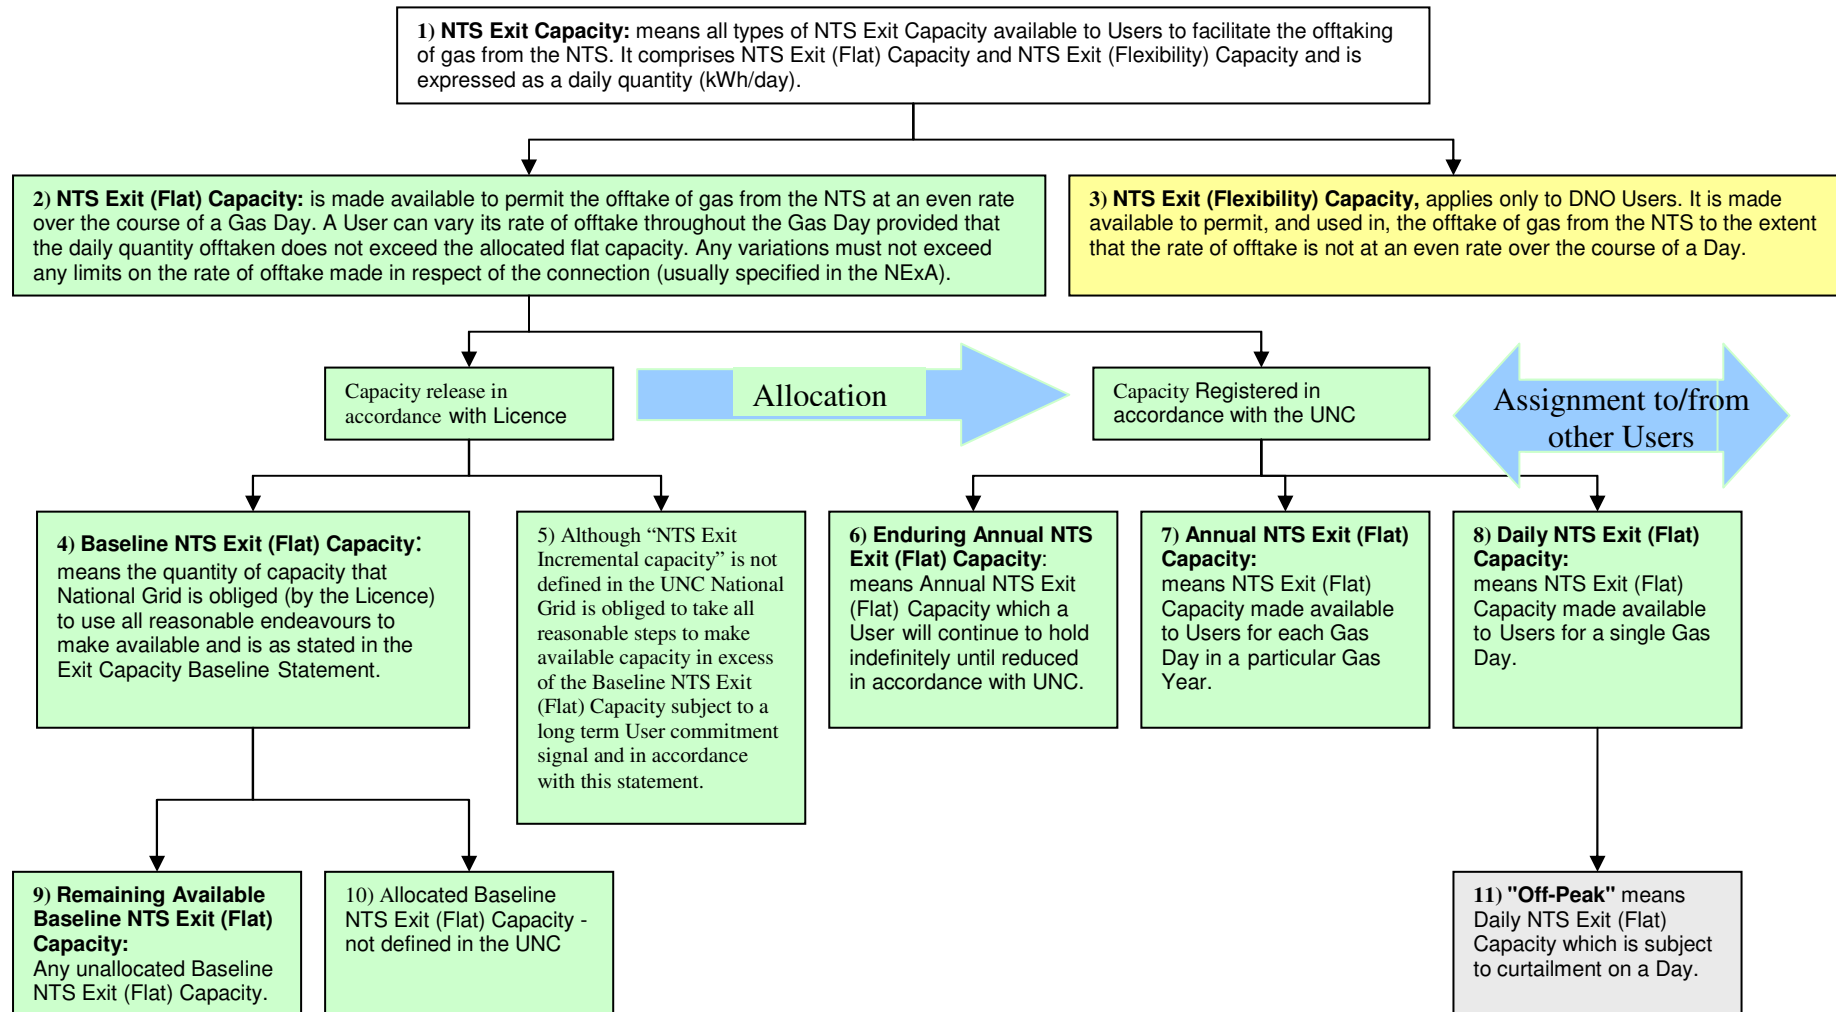 1) NTS Exit Capacity: means all types of NTS Exit Capacity available to Users to facilitate the offtaking
of gas from the NTS. It comprises NTS Exit (Flat) Capacity and NTS Exit (Flexibility) Capacity and is
expressed as a daily quantity (kWh/day).
2) NTS Exit (Flat) Capacity: is made available to permit the offtake of gas from the NTS at an even rate
over the course of a Gas Day. A User can vary its rate of offtake throughout the Gas Day provided that
the daily quantity offtaken does not exceed the allocated flat capacity. Any variations must not exceed
any limits on the rate of offtake made in respect of the connection (usually specified in the NExA).
3) NTS Exit (Flexibility) Capacity, applies only to DNO Users. It is made
available to permit, and used in, the offtake of gas from the NTS to the extent
that the rate of offtake is not at an even rate over the course of a Day.
Capacity release in
accordance with Licence
Allocation
Capacity Registered in
accordance with the UNC
Assignment to/from
other Users
4) Baseline NTS Exit (Flat) Capacity:
means the quantity of capacity that
National Grid is obliged (by the Licence)
to use all reasonable endeavours to
make available and is as stated in the
Exit Capacity Baseline Statement.
5) Although “NTS Exit
Incremental capacity” is not
defined in the UNC National
Grid is obliged to take all
reasonable steps to make
available capacity in excess
of the Baseline NTS Exit
(Flat) Capacity subject to a
long term User commitment
signal and in accordance
with this statement.
6) Enduring Annual NTS
Exit (Flat) Capacity:
means Annual NTS Exit
(Flat) Capacity which a
User will continue to hold
indefinitely until reduced
in accordance with UNC.
7) Annual NTS Exit (Flat)
Capacity:
means NTS Exit (Flat)
Capacity made available
to Users for each Gas
Day in a particular Gas
Year.
8) Daily NTS Exit (Flat)
Capacity:
means NTS Exit (Flat)
Capacity made available
to Users for a single Gas
Day.
9) Remaining Available
Baseline NTS Exit (Flat)
Capacity:
Any unallocated Baseline
NTS Exit (Flat) Capacity.
10) Allocated Baseline
NTS Exit (Flat) Capacity -
not defined in the UNC
11) "Off-Peak" means
Daily NTS Exit (Flat)
Capacity which is subject
to curtailment on a Day.